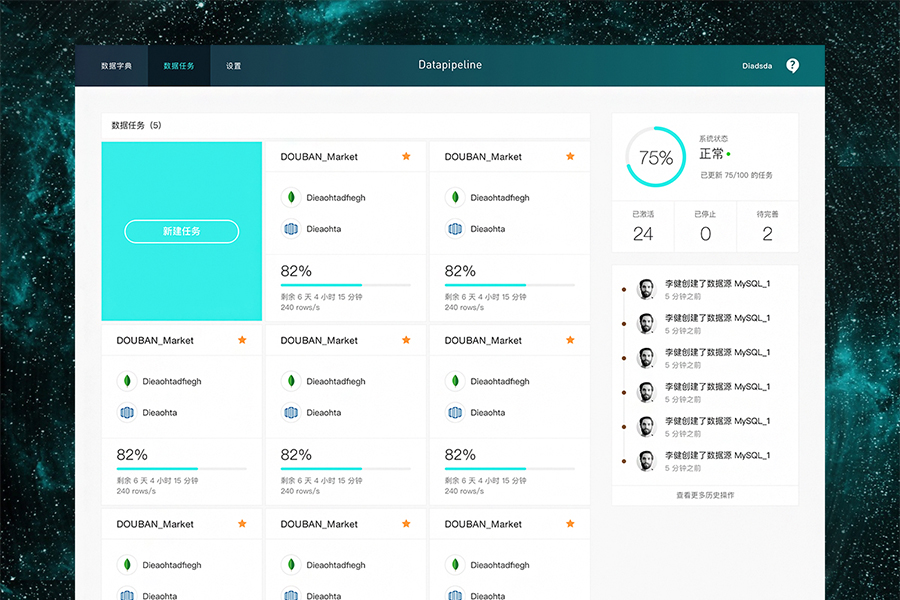 数据字典 数据任务 设置 Datapipeline Diadsda ?
数据任务 (5)
新建任务
DOUBAN_Market
Dieaohtadfiegh
Dieaohta
82%
剩余 6 天 4 小时 15 分钟
240 rows/s
DOUBAN_Market
Dieaohtadfiegh
Dieaohta
82%
剩余 6 天 4 小时 15 分钟
240 rows/s
DOUBAN_Market
Dieaohtadfiegh
Dieaohta
82%
剩余 6 天 4 小时 15 分钟
240 rows/s
DOUBAN_Market
Dieaohtadfiegh
Dieaohta
82%
剩余 6 天 4 小时 15 分钟
240 rows/s
DOUBAN_Market
Dieaohtadfiegh
Dieaohta
82%
剩余 6 天 4 小时 15 分钟
240 rows/s
DOUBAN_Market
Dieaohtadfiegh
Dieaohta
DOUBAN_Market
Dieaohtadfiegh
Dieaohta
DOUBAN_Market
Dieaohtadfiegh
Dieaohta
75%
系统状态
正常
已更新 75/100 的任务
已激活
24
已停止
0
待完善
2
李健创建了数据源 MySQL_1
5 分钟之前
李健创建了数据源 MySQL_1
5 分钟之前
李健创建了数据源 MySQL_1
5 分钟之前
李健创建了数据源 MySQL_1
5 分钟之前
李健创建了数据源 MySQL_1
5 分钟之前
李健创建了数据源 MySQL_1
5 分钟之前
查看更多历史操作